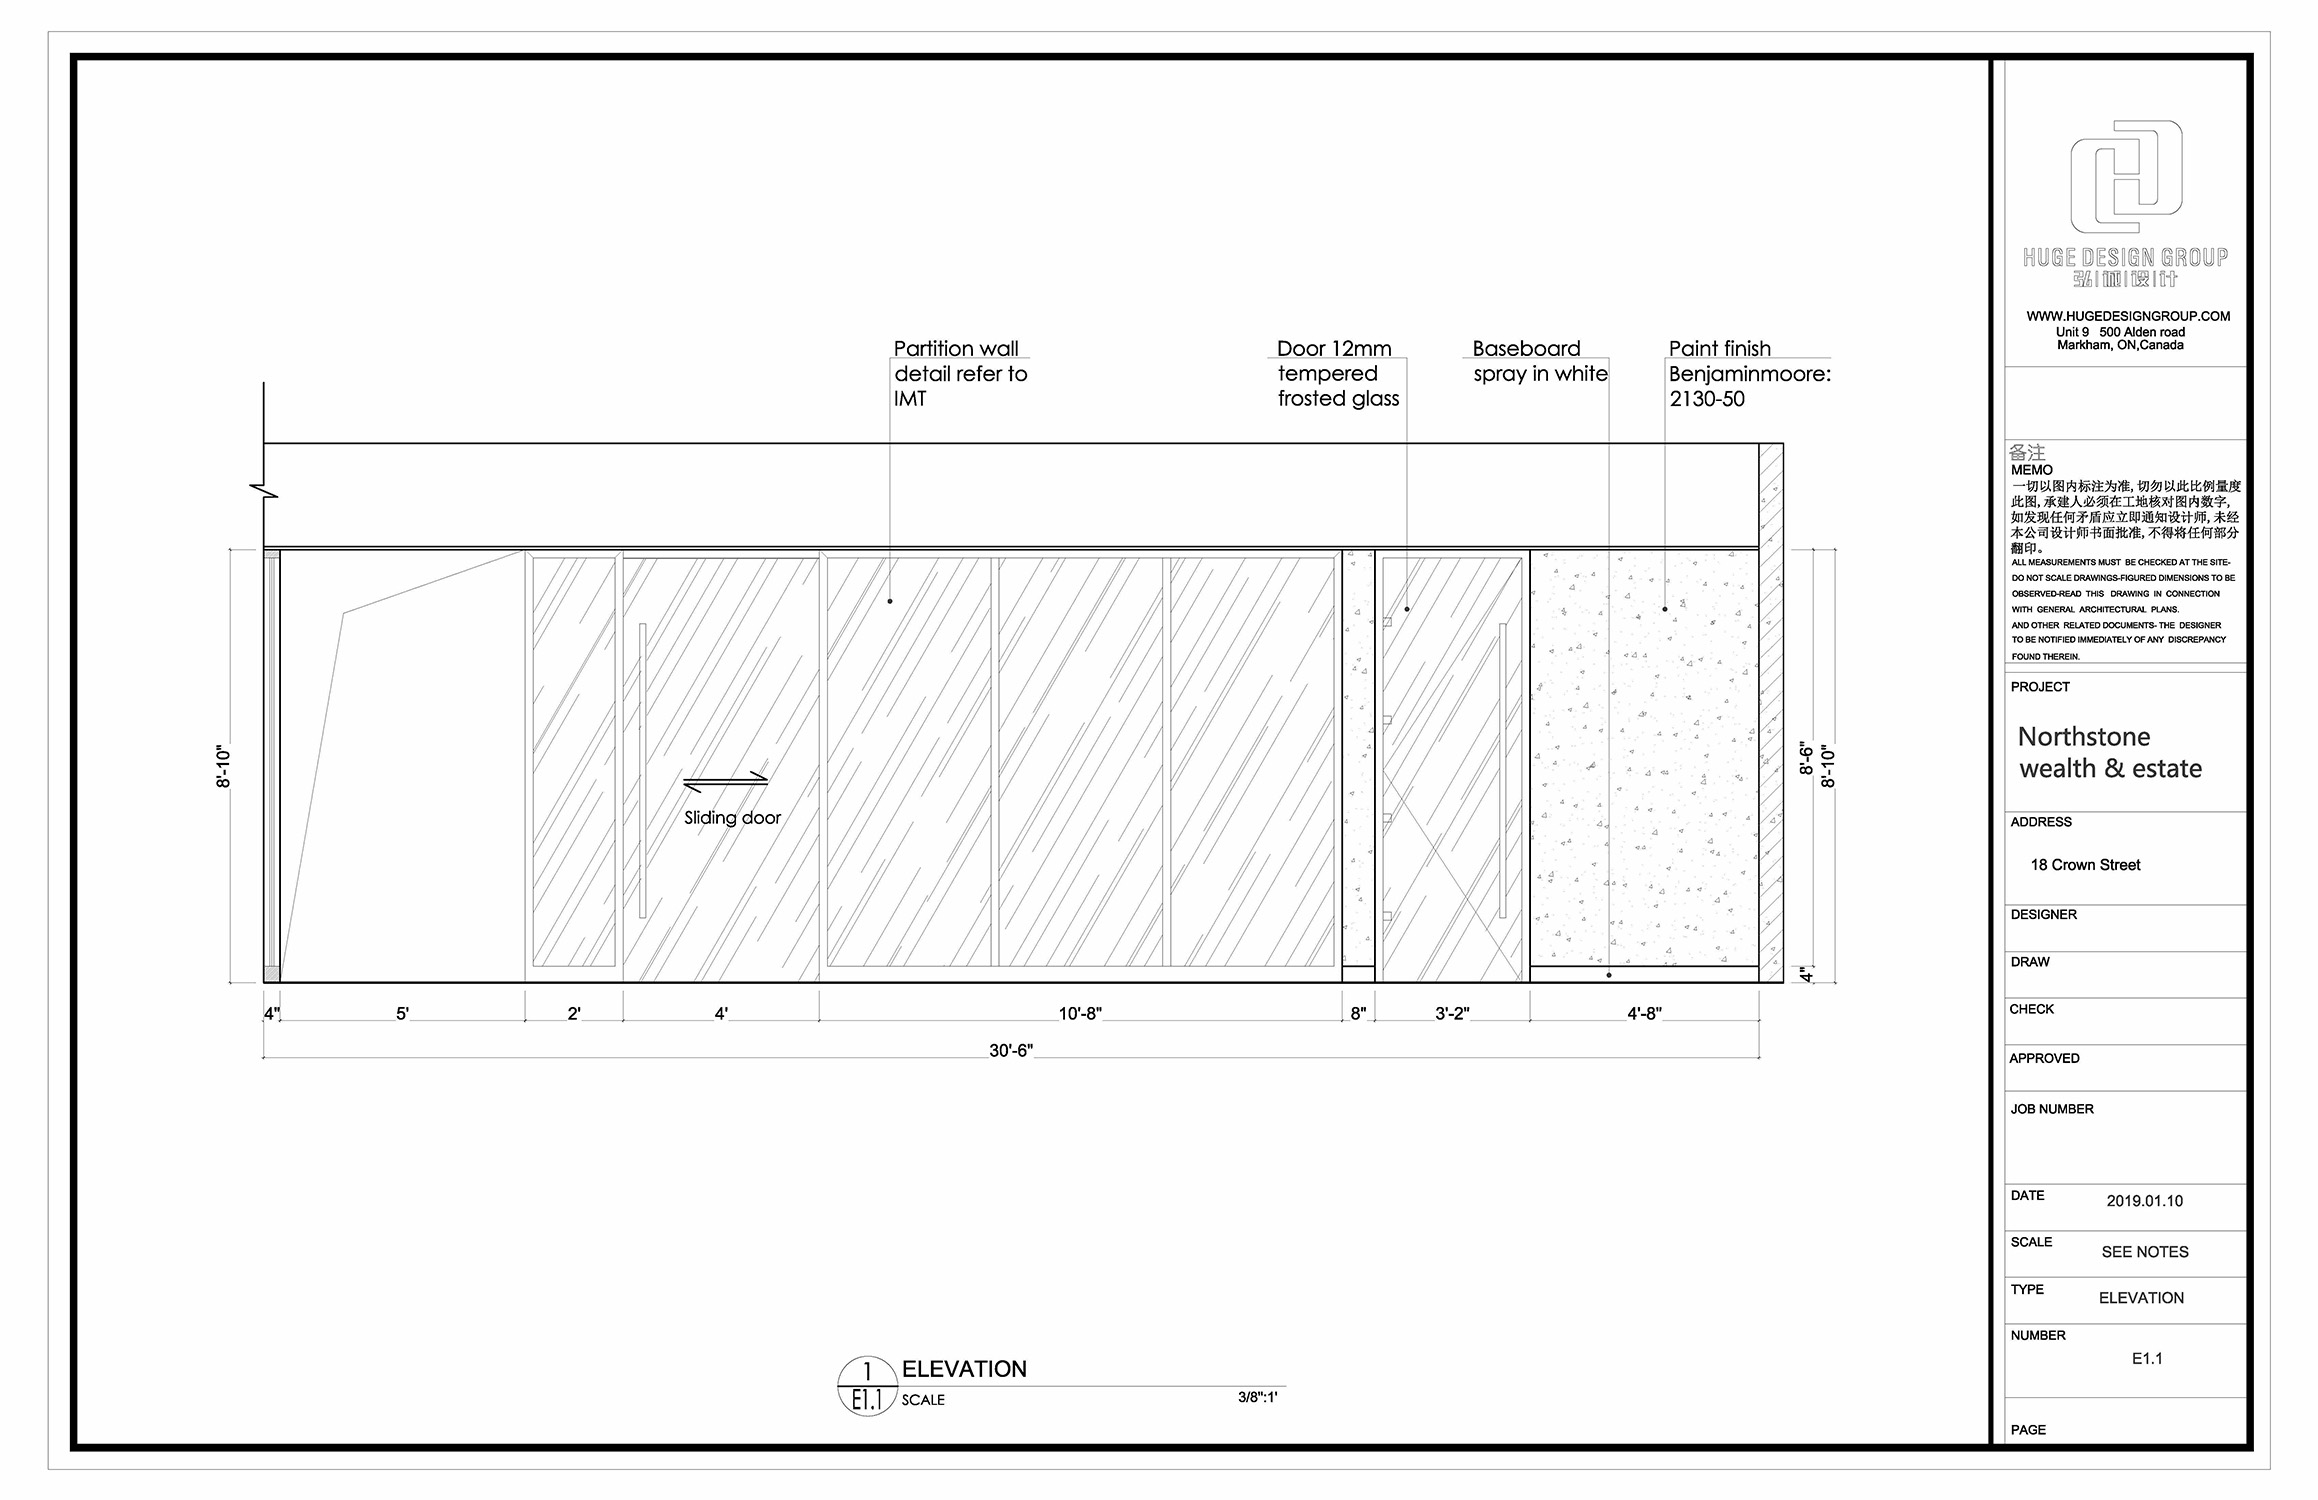 Partition wall
detail refer to
IMT
Door 12mm
tempered
frosted glass
Baseboard
spray in white
Paint finish
Benjaminmoore:
2130-50
8'-10"
Sliding door
8'-6"
8'-10"
4"
4"
5'
2'
4'
10'-8"
8"
3'-2"
4'-8"
30'-6"
1
E1.1
ELEVATION
SCALE
3/8":1'
HUGE DESIGN GROUP
弘誠设计
WWW.HUGEDESIGNGROUP.COM
Unit 9 500 Alden road
Markham, ON,Canada
备注
MEMO
一切以图内标注为准, 切勿以此比例量度
此图, 承建人必须在工地核对图内数字,
如发现任何矛盾应立即通知设计师, 未经
本公司设计师书面批准, 不得将任何部分
翻印。
ALL MEASUREMENTS MUST BE CHECKED AT THE SITE-
DO NOT SCALE DRAWINGS-FIGURED DIMENSIONS TO BE
OBSERVED-READ THIS DRAWING IN CONNECTION
WITH GENERAL ARCHITECTURAL PLANS.
AND OTHER RELATED DOCUMENTS- THE DESIGNER
TO BE NOTIFIED IMMEDIATELY OF ANY DISCREPANCY
FOUND THEREIN.
PROJECT
Northstone
wealth & estate
ADDRESS
18 Crown Street
DESIGNER
DRAW
CHECK
APPROVED
JOB NUMBER
DATE 2019.01.10
SCALE SEE NOTES
TYPE ELEVATION
NUMBER
E1.1
PAGE